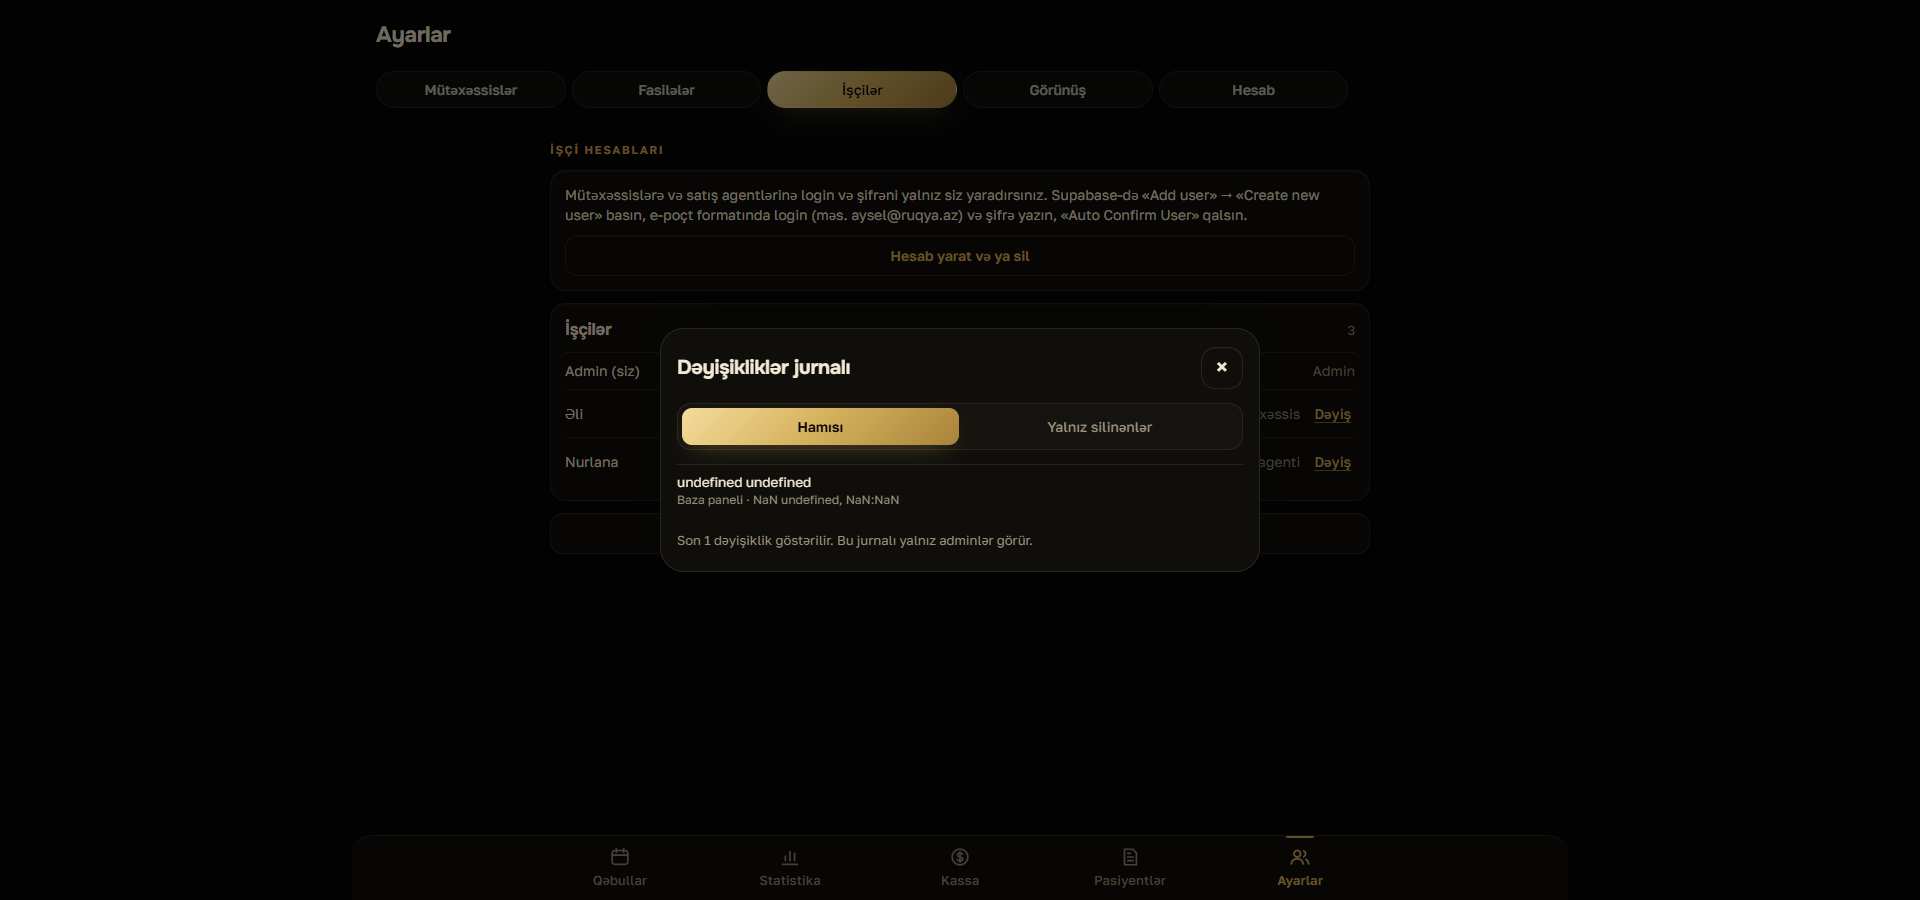 Ayarlar
Mütəxəssislər
Fasilələr
İşçilər
Görünüş
Hesab
İŞÇİ HESABLARI
Mütəxəssislərə və satış agentlərinə login və şifrəni yalnız siz yaradırsınız. Supabase-də «Add user» → «Create new
user» basın, e-poçt formatında login (məs. aysel@ruqya.az) və şifrə yazın, «Auto Confirm User» qalsın.
Hesab yarat və ya sil
İşçilər
3
Admin (siz)
Admin
Əli
Dəyiş
Nurlana
agenti
Dəyiş
Dəyişikliklər jurnalı
Hamısı
Yalnız silinənlər
undefined undefined
Baza paneli · NaN undefined, NaN:NaN
Son 1 dəyişiklik göstərilir. Bu jurnalı yalnız adminlər görür.
Qəbullar
Statistika
Kassa
Pasiyentlər
Ayarlar